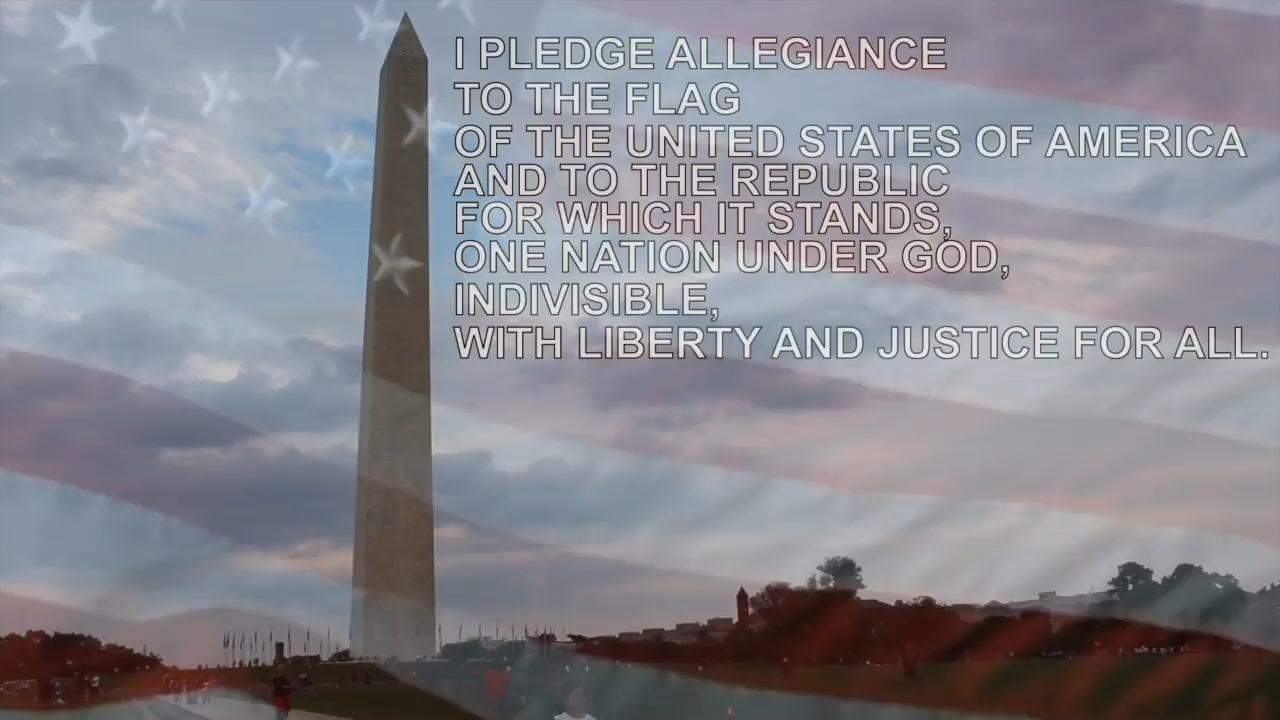 I PLEDGE ALLEGIANCE
TO THE FLAG
OF THE UNITED STATES OF AMERICA
AND TO THE REPUBLIC
FOR WHICH IT STANDS,
ONE NATION UNDER GOD,
INDIVISIBLE,
WITH LIBERTY AND JUSTICE FOR ALL.